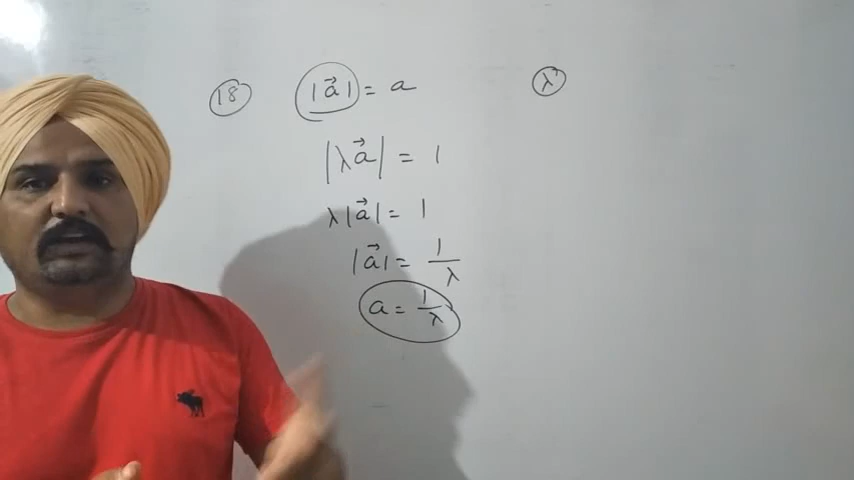 18 |a⃗| = a λ
|λa⃗| = 1
λ|a⃗| = 1
|a⃗| = 1/λ
a = 1/λ